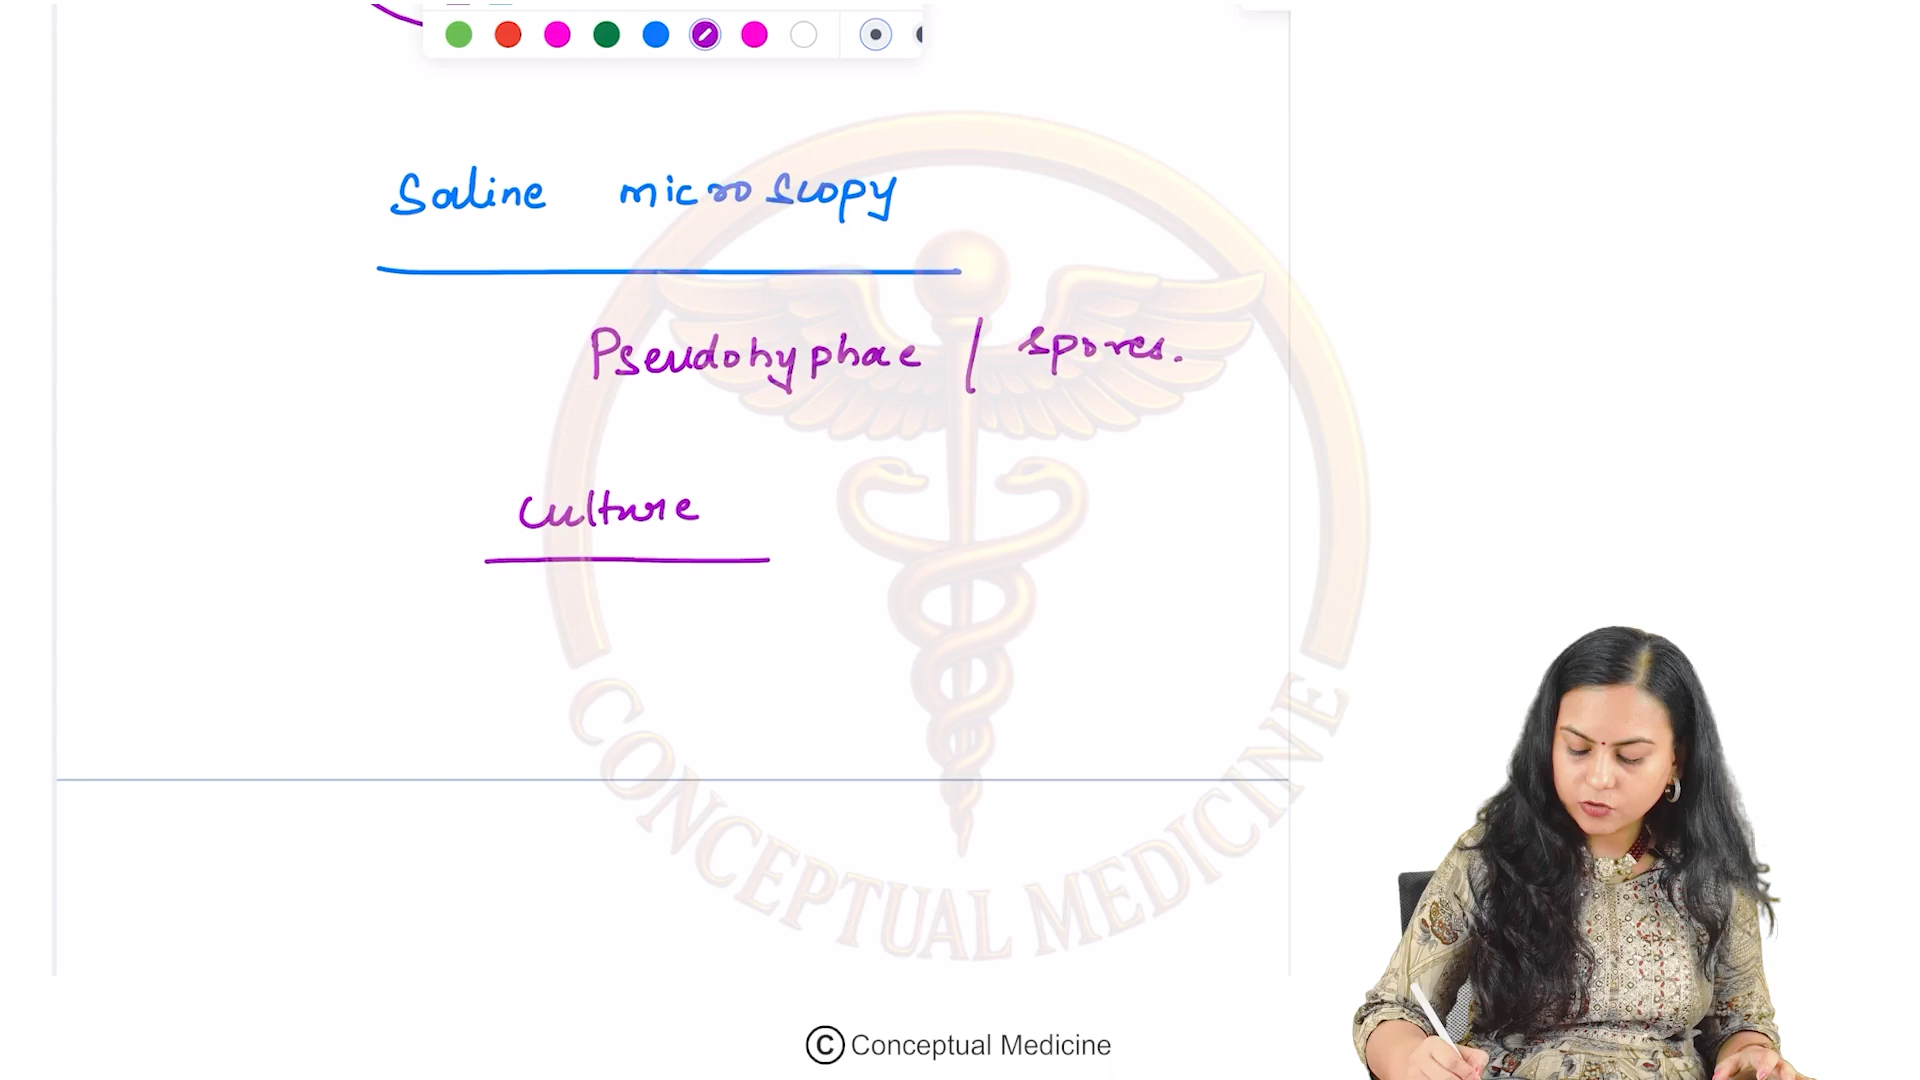 Saline microscopy
Pseudohyphae / spores.
Culture
CONCEPTUAL MEDICINE
© Conceptual Medicine